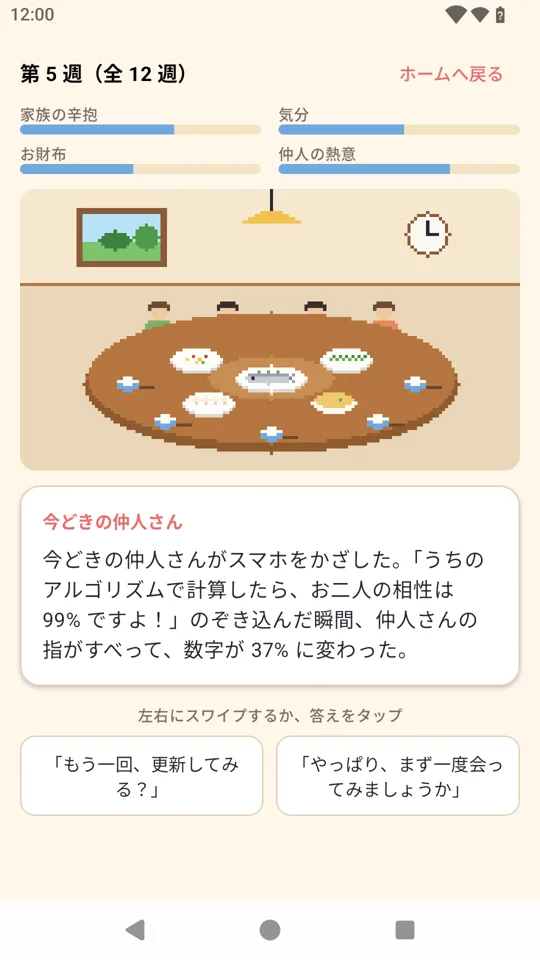 12:00
第 5 週（全 12 週）
ホームへ戻る
家族の辛抱
気分
お財布
仲人の熱意
今どきの仲人さん
今どきの仲人さんがスマホをかざした。「うちの
アルゴリズムで計算したら、お二人の相性は
99% ですよ！」のぞき込んだ瞬間、仲人さんの
指がすべって、数字が 37% に変わった。
左右にスワイプするか、答えをタップ
「もう一回、更新してみ
る？」
「やっぱり、まず一度会っ
てみましょうか」